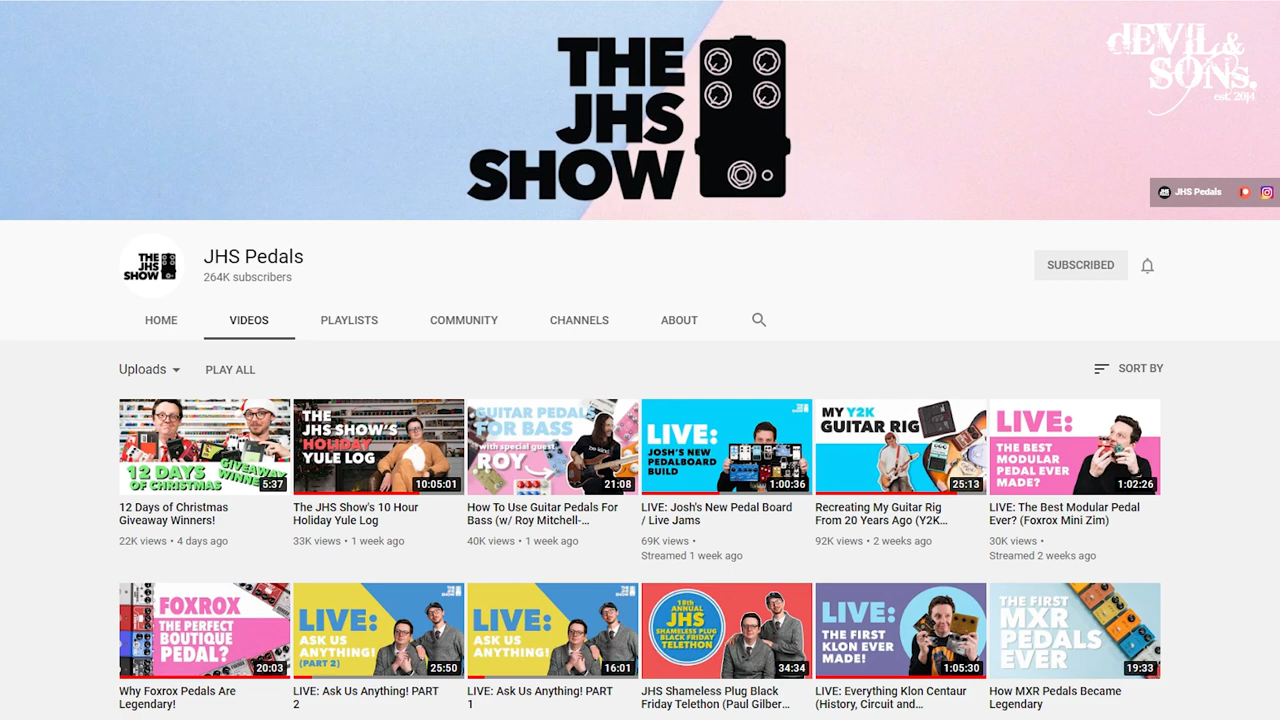 THE
JHS
SHOW
dEVIL &
SONS.
est. 2014
JHS Pedals
THE
JHS
SHOW
JHS Pedals
264K subscribers
SUBSCRIBED
HOME
VIDEOS
PLAYLISTS
COMMUNITY
CHANNELS
ABOUT
Uploads
PLAY ALL
SORT BY
12 DAYS
OF CHRISTMAS
GIVEAWAY
WINNERS
5:37
THE
JHS SHOW'S
HOLIDAY
YULE LOG
10:05:01
GUITAR PEDALS
FOR BASS
with special guest
ROY
21:08
LIVE:
JOSH'S NEW
PEDALBOARD
BUILD
1:00:36
MY Y2K
GUITAR RIG
25:13
LIVE:
THE BEST
MODULAR
PEDAL EVER
MADE?
1:02:26
12 Days of Christmas
Giveaway Winners!
22K views • 4 days ago
The JHS Show's 10 Hour
Holiday Yule Log
33K views • 1 week ago
How To Use Guitar Pedals For
Bass (w/ Roy Mitchell-...
40K views • 1 week ago
LIVE: Josh's New Pedal Board
/ Live Jams
69K views •
Streamed 1 week ago
Recreating My Guitar Rig
From 20 Years Ago (Y2K...
92K views • 2 weeks ago
LIVE: The Best Modular Pedal
Ever? (Foxrox Mini Zim)
30K views •
Streamed 2 weeks ago
FOXROX
THE PERFECT
BOUTIQUE
PEDAL?
20:03
LIVE:
ASK US
ANYTHING!
(PART 2)
THE
JHS
SHOW
25:50
LIVE:
ASK US
ANYTHING!
THE
JHS
SHOW
16:01
18th
ANNUAL
JHS
SHAMELESS PLUG
BLACK FRIDAY
TELETHON
34:34
LIVE:
THE FIRST
KLON EVER
MADE!
1:05:30
THE FIRST
MXR
PEDALS
EVER
19:33
Why Foxrox Pedals Are
Legendary!
LIVE: Ask Us Anything! PART
2
LIVE: Ask Us Anything! PART
1
JHS Shameless Plug Black
Friday Telethon (Paul Gilber...
LIVE: Everything Klon Centaur
(History, Circuit and...
How MXR Pedals Became
Legendary